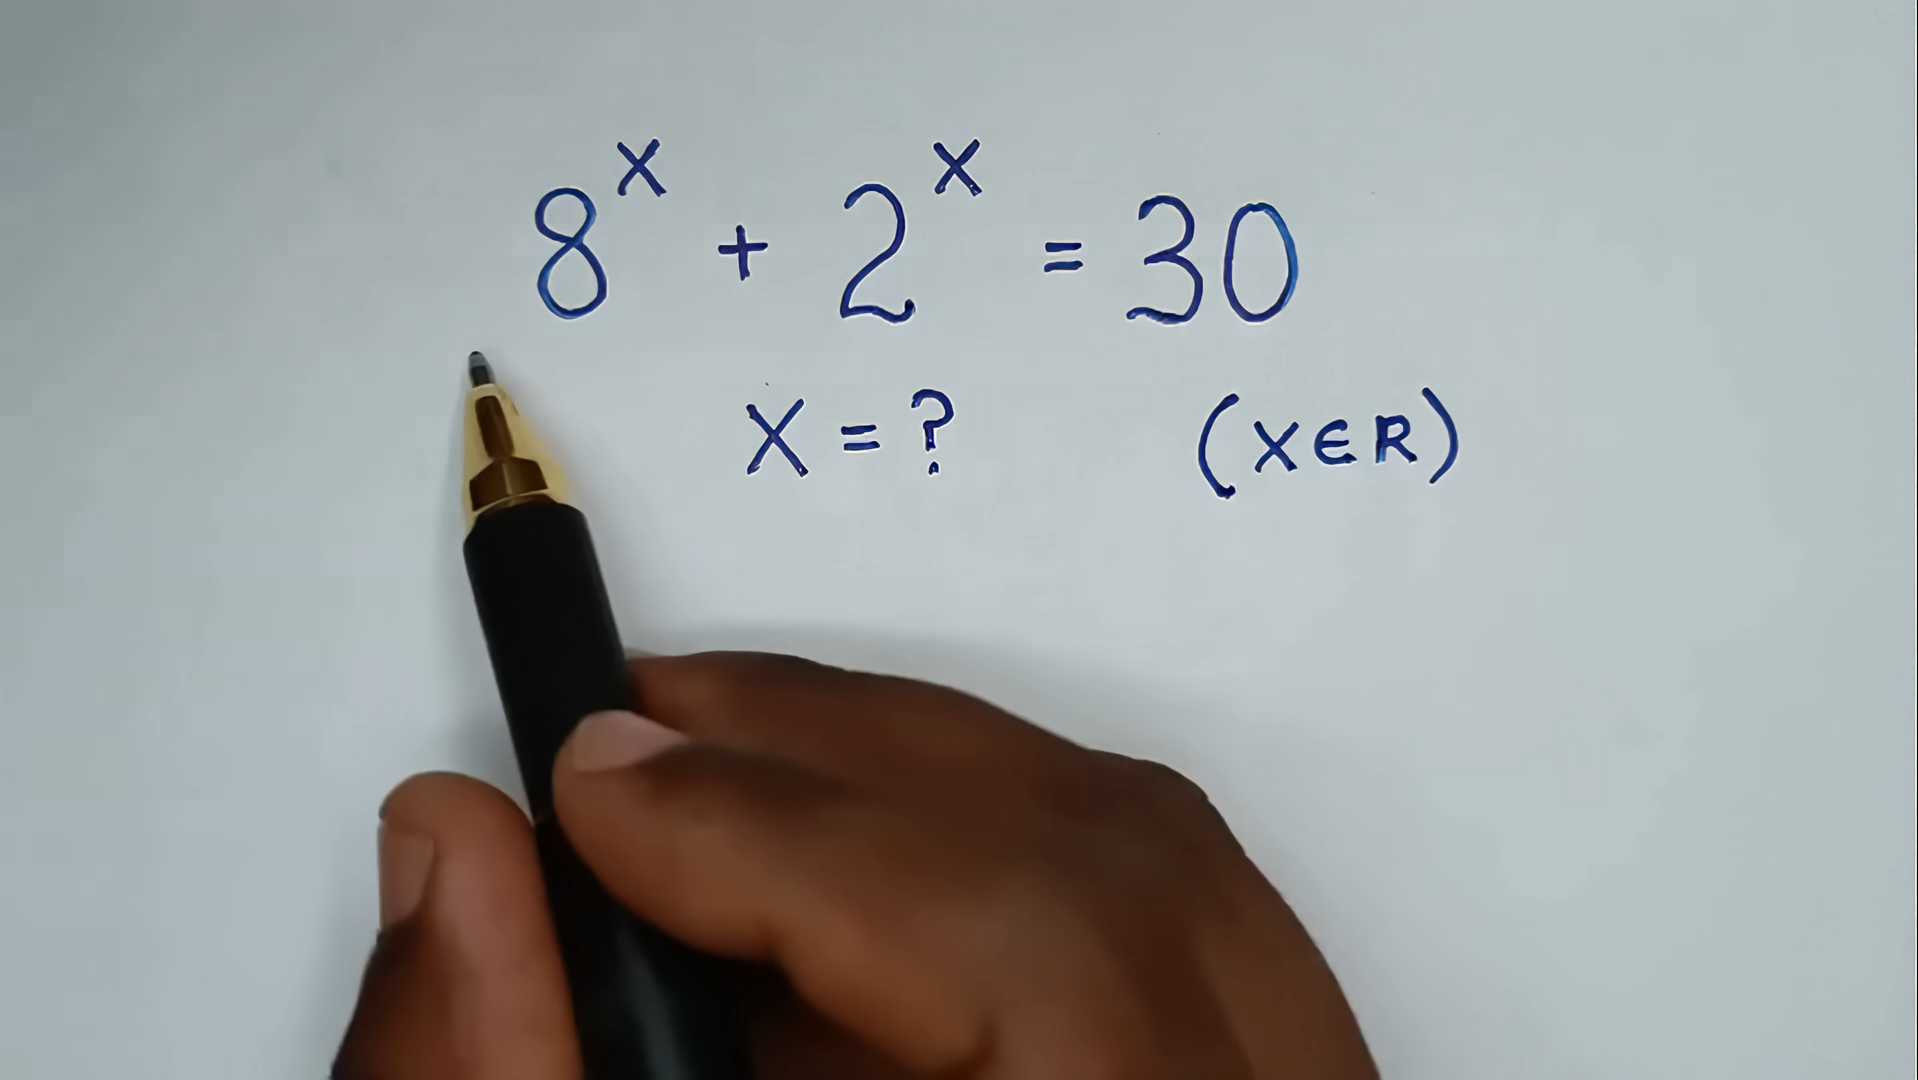 8^x + 2^x = 30
x = ? (x ∈ R)